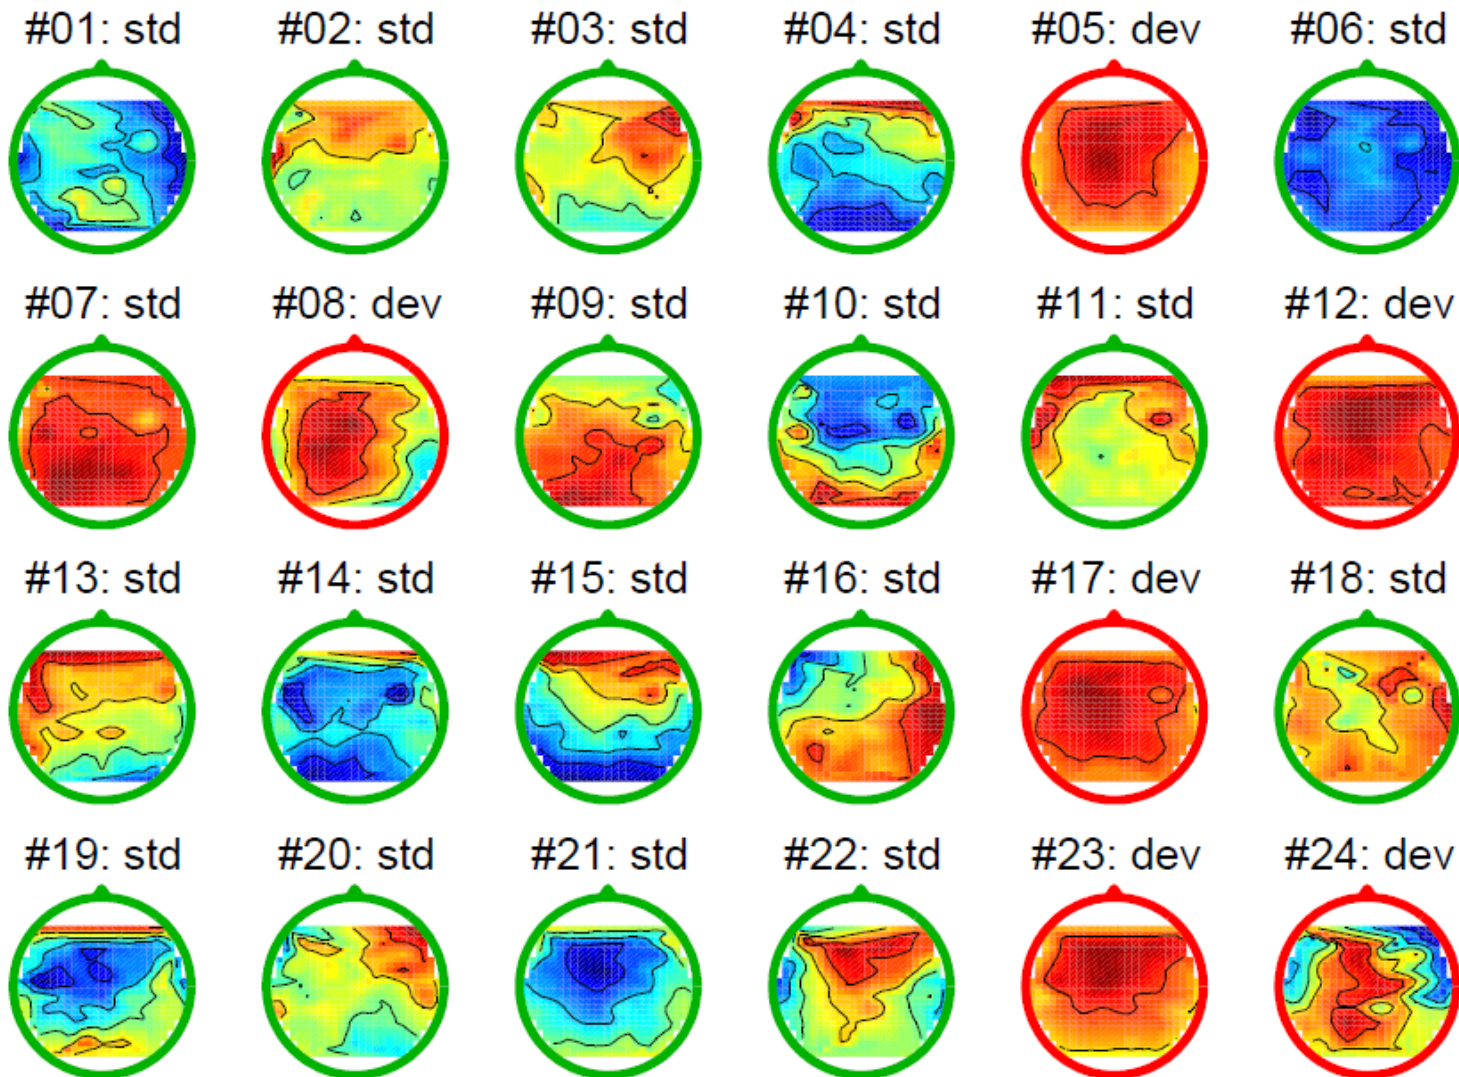 #01: std #02: std #03: std #04: std #05: dev #06: std
#07: std #08: dev #09: std #10: std #11: std #12: dev
#13: std #14: std #15: std #16: std #17: dev #18: std
#19: std #20: std #21: std #22: std #23: dev #24: dev